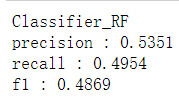 Classifier_RF
precision : 0.5351
recall : 0.4954
f1 : 0.4869